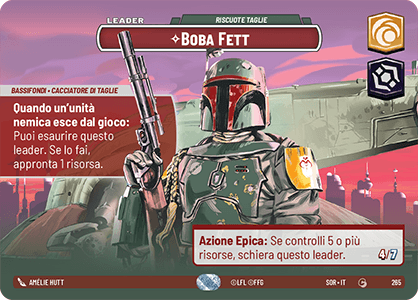 LEADER
RISCUOTE TAGLIE
BOBA FETT
BASSIFONDI • CACCIATORE DI TAGLIE
Quando un'unità
nemica esce dal gioco:
Puoi esaurire questo
leader. Se lo fai,
appronta 1 risorsa.
Azione Epica: Se controlli 5 o più
risorse, schiera questo leader.
4/7
AMÉLIE HUTT
©LFL ©FFG
SOR • IT
265